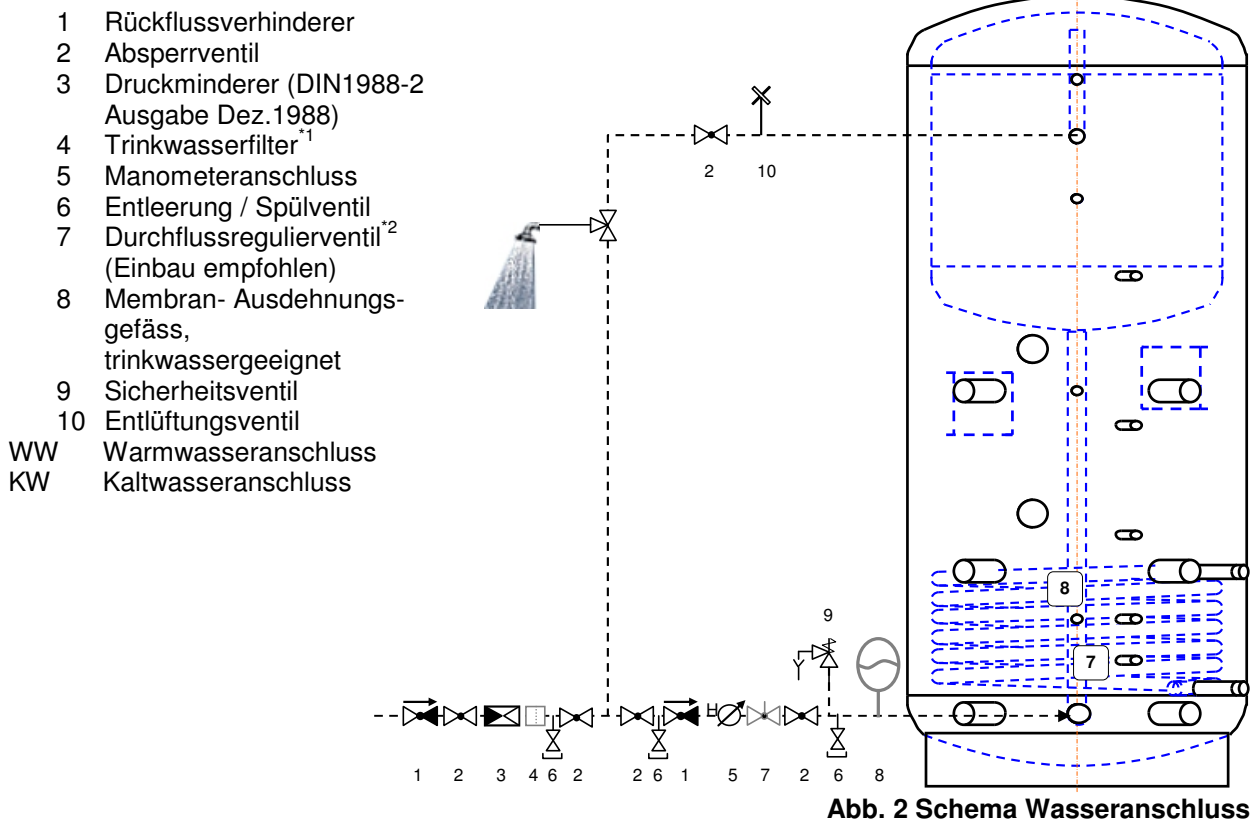 1 Rückflussverhinderer
2 Absperrventil
3 Druckminderer (DIN1988-2
Ausgabe Dez.1988)
4 Trinkwasserfilter*1
5 Manometeranschluss
6 Entleerung / Spülventil
7 Durchflussregulierventil*2
(Einbau empfohlen)
8 Membran- Ausdehnungs-
gefäss,
trinkwassergeeignet
9 Sicherheitsventil
10 Entlüftungsventil
WW Warmwasseranschluss
KW Kaltwasseranschluss
2 10
8
9
7
1 2 3 4 6 2 2 6 1 5 7 2 6 8
Abb. 2 Schema Wasseranschluss